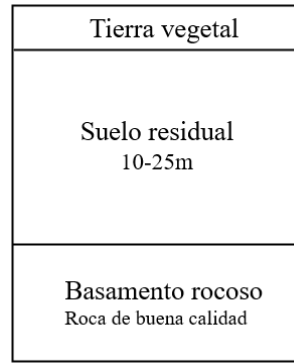 Tierra vegetal
Suelo residual
10-25m
Basamento rocoso
Roca de buena calidad